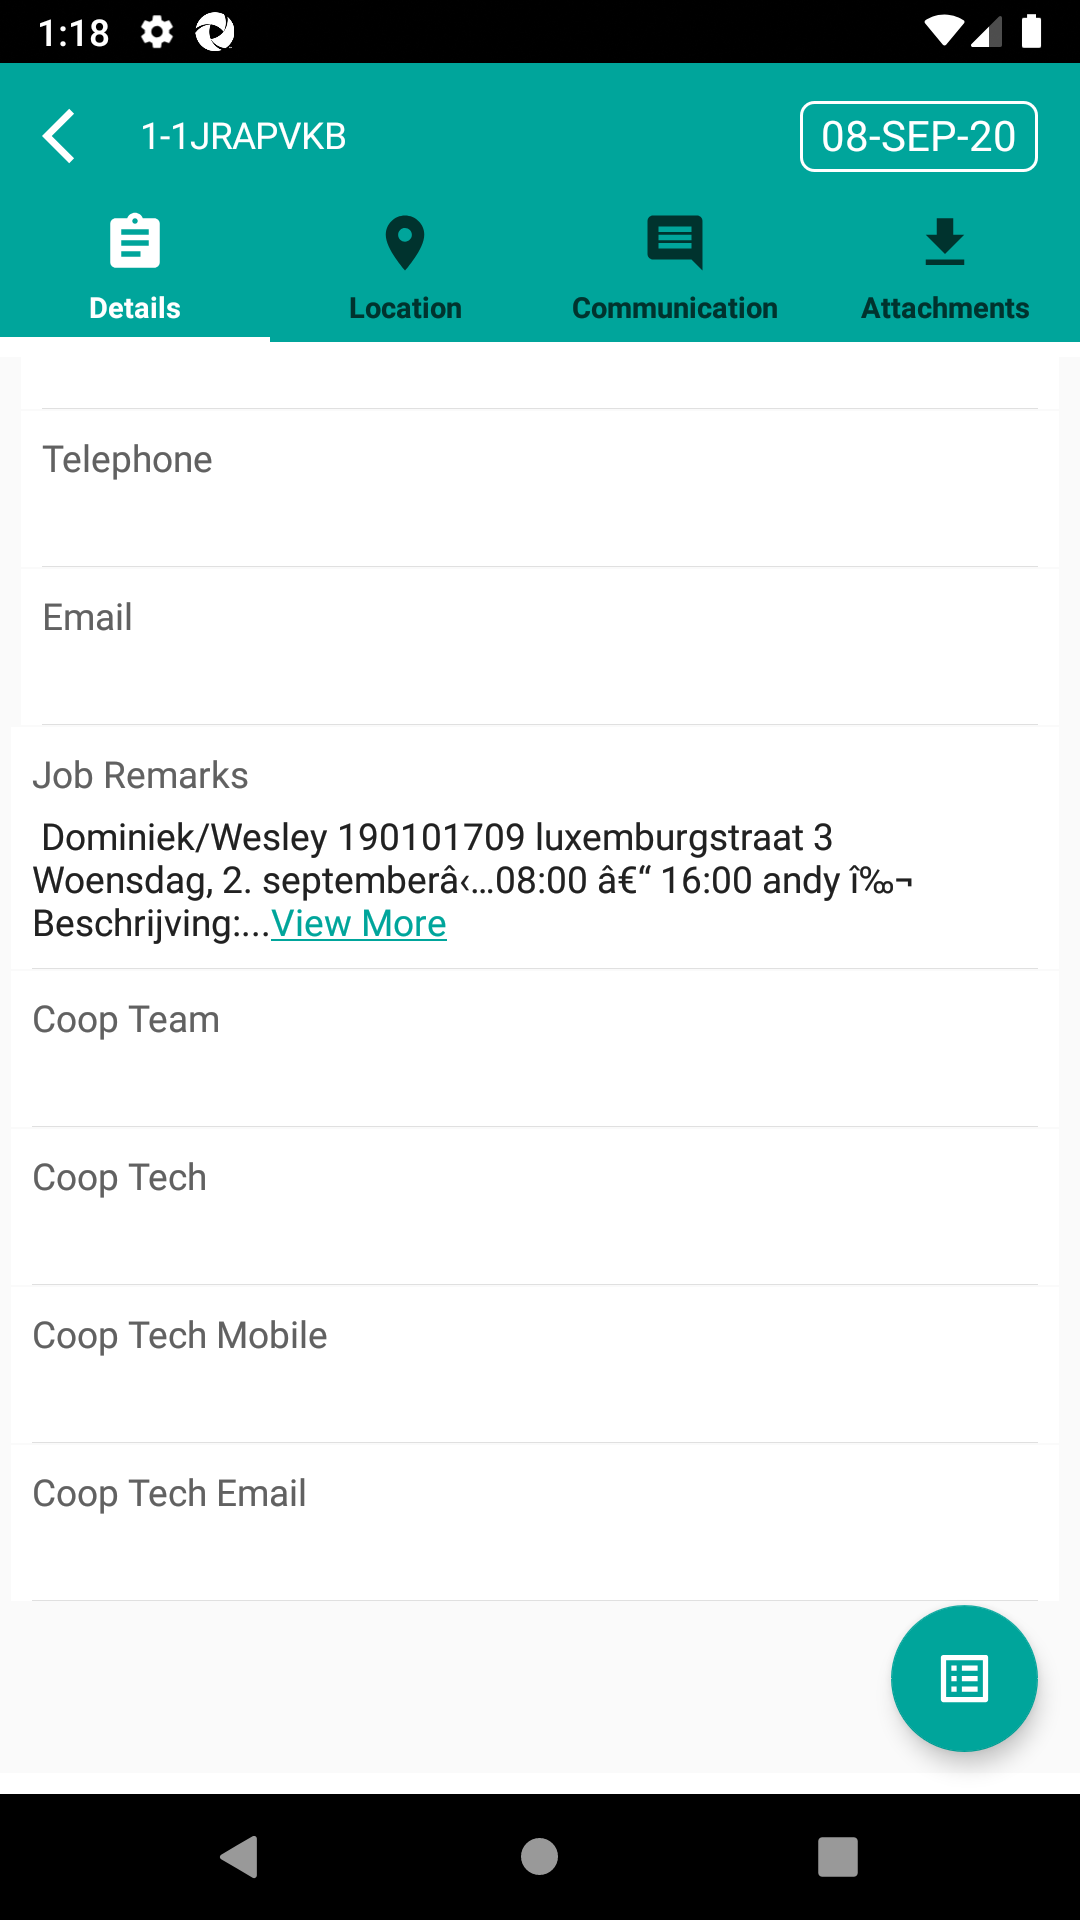 1:18
1-1JRAPVKB
08-SEP-20
Details
Location
Communication
Attachments
Telephone
Email
Job Remarks
Dominiek/Wesley 190101709 luxemburgstraat 3
Woensdag, 2. septemberâ‹…08:00 â€“ 16:00 andy î‰¬
Beschrijving:...View More
Coop Team
Coop Tech
Coop Tech Mobile
Coop Tech Email